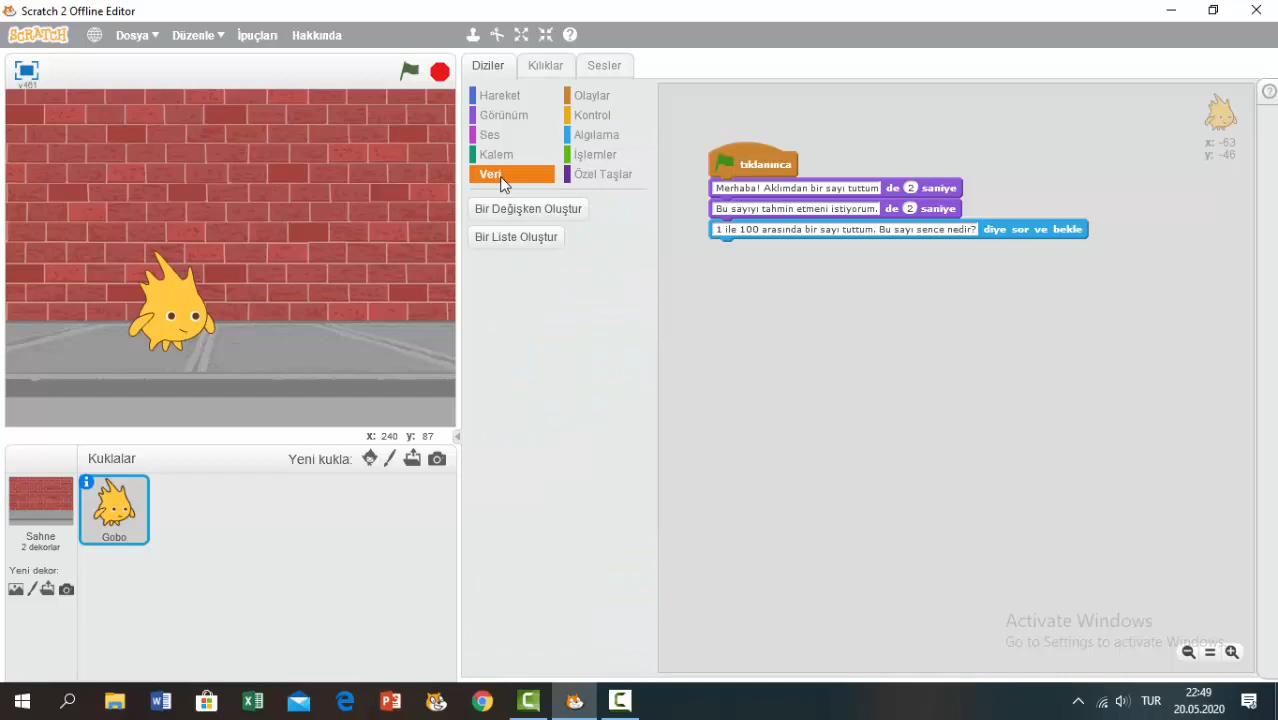 Scratch 2 Offline Editor
SCRATCH Dosya Düzenle İpuçları Hakkında
v461
Diziler Kılıklar Sesler
Hareket Olaylar
Görünüm Kontrol
Ses Algılama
Kalem İşlemler
Veri Özel Taşlar
Bir Değişken Oluştur
Bir Liste Oluştur
tıklanınca
Merhaba! Aklımdan bir sayı tuttum de 2 saniye
Bu sayıyı tahmin etmeni istiyorum. de 2 saniye
1 ile 100 arasında bir sayı tuttum. Bu sayı sence nedir? diye sor ve bekle
x: -63
y: -46
x: 240 y: 87
Kuklalar Yeni kukla:
Sahne
2 dekorlar
Yeni dekor:
Gobo
Activate Windows
Go to Settings to activate Windows.
TUR
22:49
20.05.2020